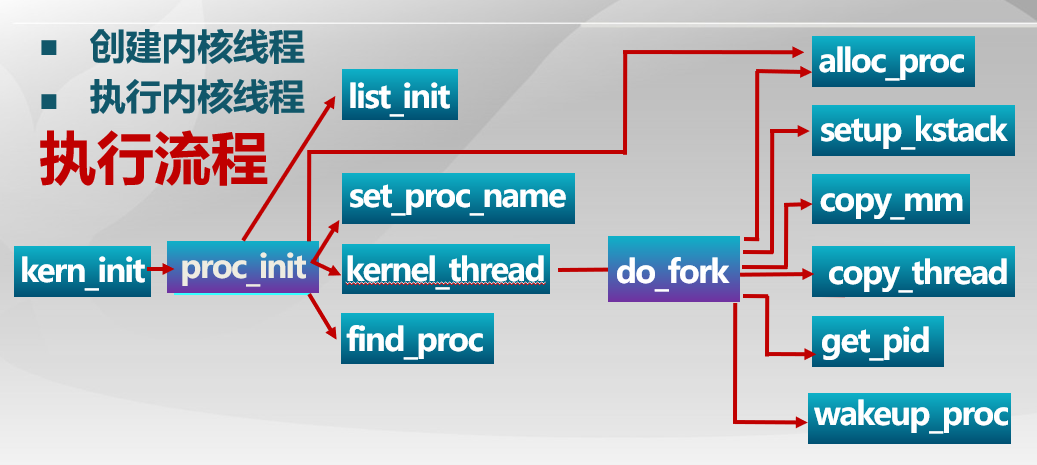 创建内核线程
执行内核线程
执行流程
kern_init
proc_init
list_init
set_proc_name
kernel_thread
find_proc
do_fork
alloc_proc
setup_kstack
copy_mm
copy_thread
get_pid
wakeup_proc